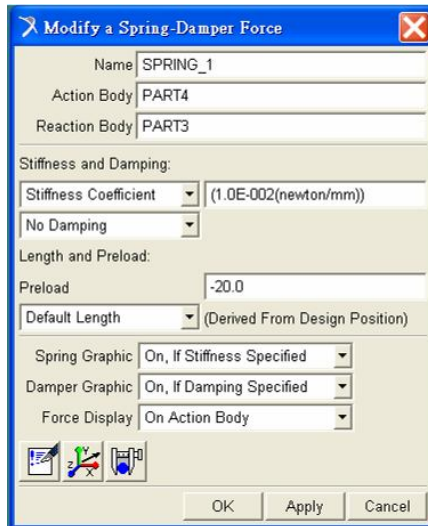 Modify a Spring-Damper Force
Name SPRING_1
Action Body PART4
Reaction Body PART3
Stiffness and Damping:
Stiffness Coefficient (1.0E-002(newton/mm))
No Damping
Length and Preload:
Preload -20.0
Default Length (Derived From Design Position)
Spring Graphic On, If Stiffness Specified
Damper Graphic On, If Damping Specified
Force Display On Action Body
Z Y X
OK Apply Cancel